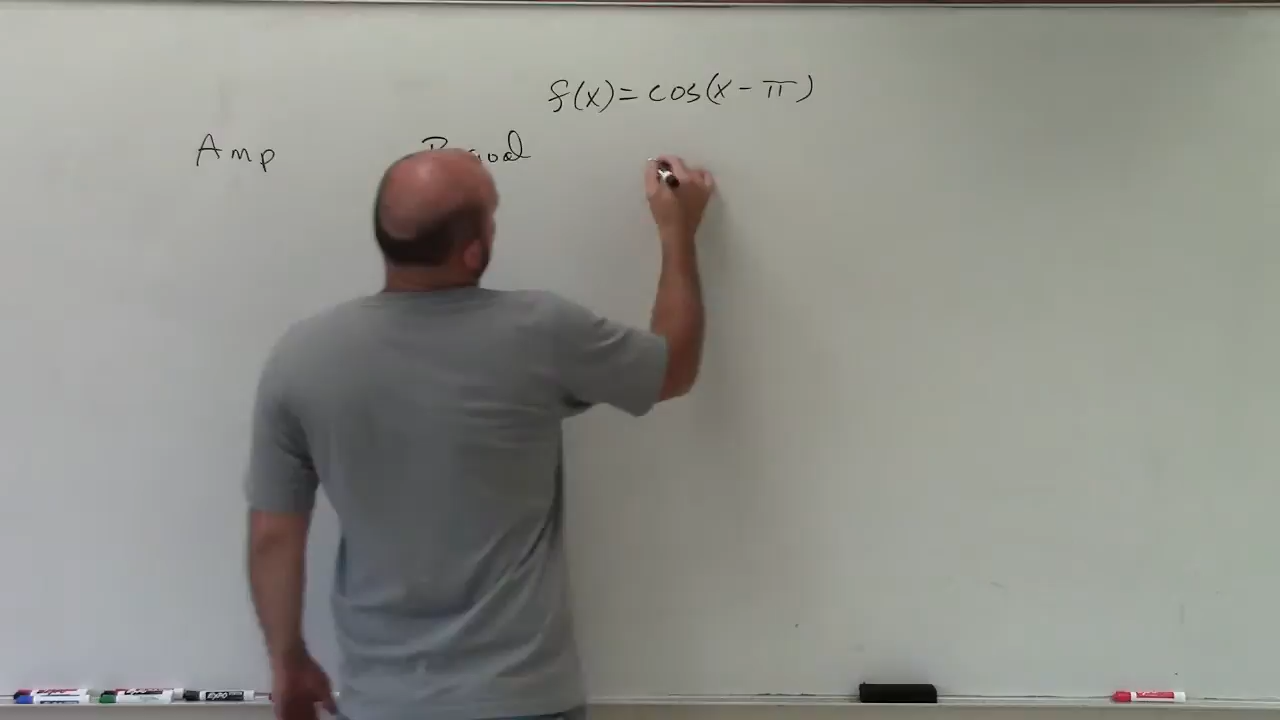 f(x) = cos(x - π)
Amp